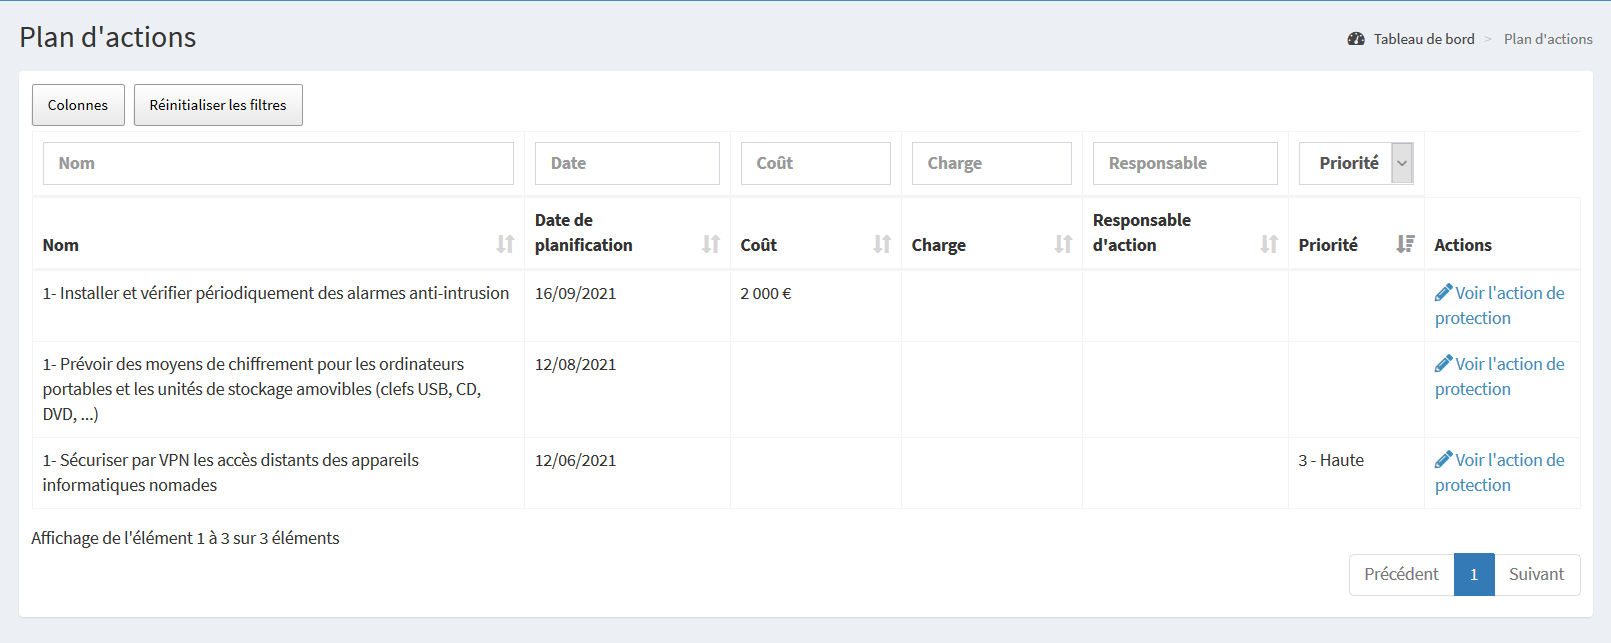 Plan d'actions
Tableau de bord > Plan d'actions
Colonnes
Réinitialiser les filtres
Nom
Date
Coût
Charge
Responsable
Priorité
Nom
Date de
planification
Coût
Charge
Responsable
d'action
Priorité
Actions
1- Installer et vérifier périodiquement des alarmes anti-intrusion
16/09/2021
2 000 €
Voir l'action de
protection
1- Prévoir des moyens de chiffrement pour les ordinateurs
portables et les unités de stockage amovibles (clefs USB, CD,
DVD, ...)
12/08/2021
Voir l'action de
protection
1- Sécuriser par VPN les accès distants des appareils
informatiques nomades
12/06/2021
3 - Haute
Voir l'action de
protection
Affichage de l'élément 1 à 3 sur 3 éléments
Précédent
1
Suivant